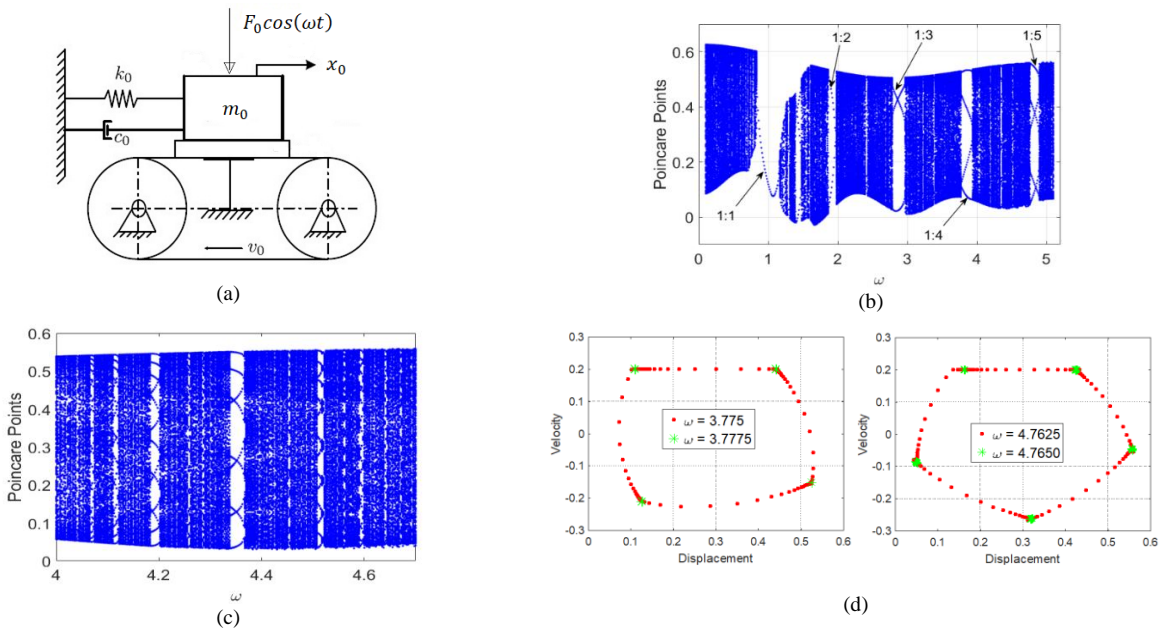 F₀cos(ωt)
x₀
k₀
m₀
c₀
v₀
(a)
1:2
1:3
1:5
0.6
0.4
0.2
0
Poincare Points
1:1
1:4
0 1 2 3 4 5
ω
(b)
0.6
0.5
0.4
0.3
0.2
0.1
0
Poincare Points
4 4.2 4.4 4.6
ω
(c)
0.3
0.2
0.1
0
-0.1
-0.2
-0.3
Velocity
ω = 3.775
ω = 3.7775
0 0.1 0.2 0.3 0.4 0.5 0.6
Displacement
0.3
0.2
0.1
0
-0.1
-0.2
-0.3
Velocity
ω = 4.7625
ω = 4.7650
0 0.1 0.2 0.3 0.4 0.5 0.6
Displacement
(d)